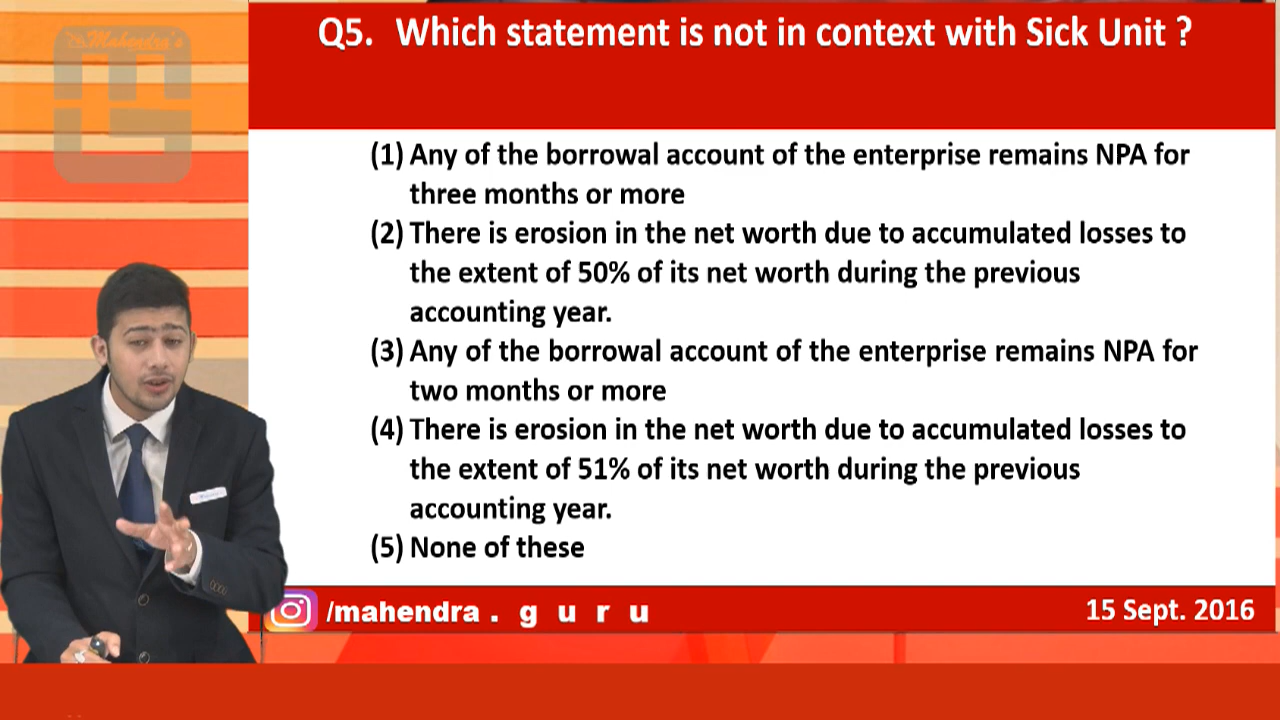 Mahendra's
Q5. Which statement is not in context with Sick Unit ?
(1) Any of the borrowal account of the enterprise remains NPA for
three months or more
(2) There is erosion in the net worth due to accumulated losses to
the extent of 50% of its net worth during the previous
accounting year.
(3) Any of the borrowal account of the enterprise remains NPA for
two months or more
(4) There is erosion in the net worth due to accumulated losses to
the extent of 51% of its net worth during the previous
accounting year.
(5) None of these
/mahendra . g u r u
15 Sept. 2016